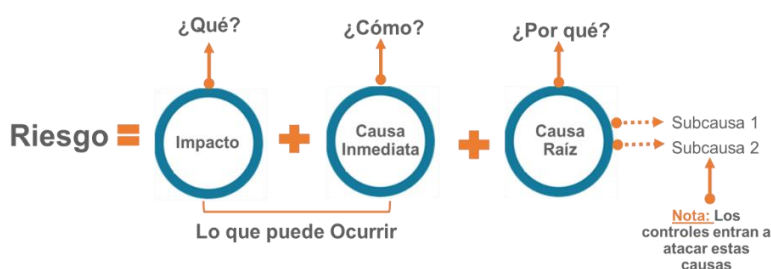 ¿Qué?
¿Cómo?
¿Por qué?
Riesgo =
Impacto
+
Causa
Inmediata
+
Causa
Raíz
Subcausa 1
Subcausa 2
Lo que puede Ocurrir
Nota: Los
controles entran a
atacar estas
causas